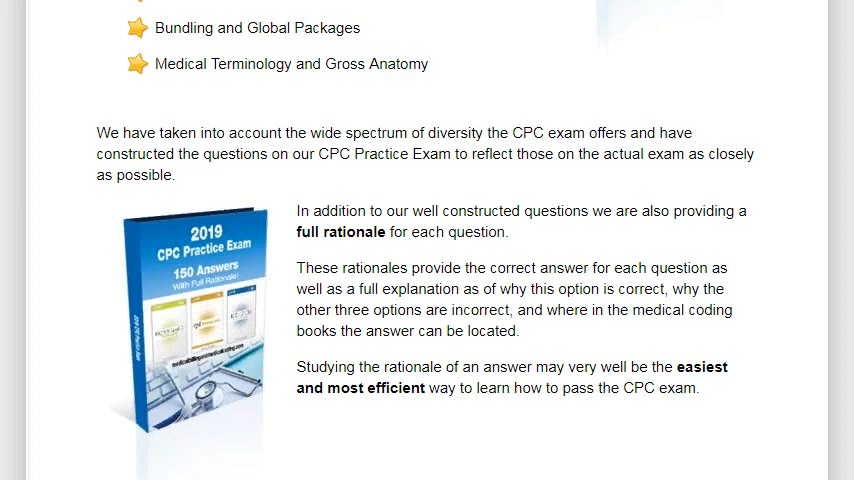 Bundling and Global Packages
Medical Terminology and Gross Anatomy
We have taken into account the wide spectrum of diversity the CPC exam offers and have
constructed the questions on our CPC Practice Exam to reflect those on the actual exam as closely
as possible.
In addition to our well constructed questions we are also providing a
full rationale for each question.
These rationales provide the correct answer for each question as
well as a full explanation as of why this option is correct, why the
other three options are incorrect, and where in the medical coding
books the answer can be located.
Studying the rationale of an answer may very well be the easiest
and most efficient way to learn how to pass the CPC exam.
2019
CPC Practice Exam
150 Answers
With Full Rationale!
medicalbillingandmedicalcoding.com